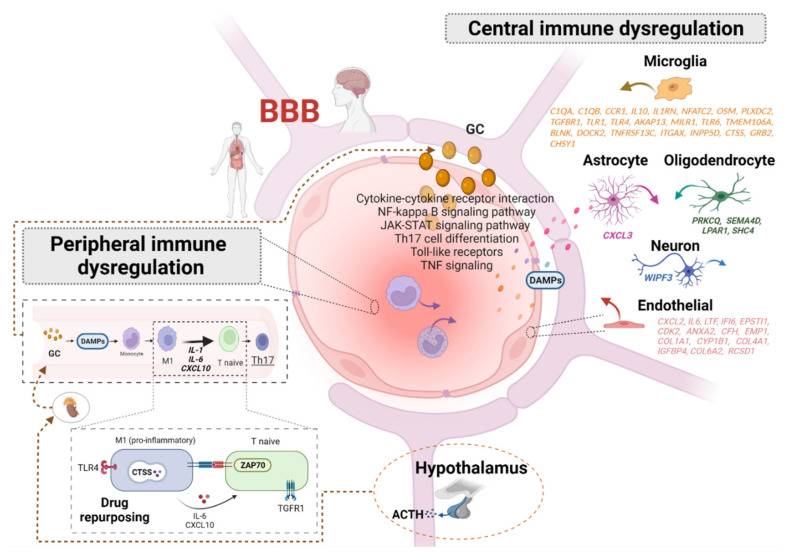 Central immune dysregulation
Microglia
C1QA, C1QB, CCR1, IL10, IL1RN, NFATC2, OSM, PLXDC2,
TGFBR1, TLR1, TLR4, AKAP13, MILR1, TLR6, TMEM106A,
BLNK, DOCK2, TNFRSF13C, ITGAX, INPP5D, CTSS, GRB2,
CHSY1
BBB
GC
Astrocyte
CXCL3
Oligodendrocyte
PRKCQ, SEMA4D,
LPAR1, SHC4
Neuron
WIPF3
Endothelial
CXCL2, IL6, LTF, IFI6, EPSTI1,
CDK2, ANXA2, CFH, EMP1,
COL1A1, CYP1B1, COL4A1,
IGFBP4, COL6A2, RCSD1
Cytokine-cytokine receptor interaction
NF-kappa B signaling pathway
JAK-STAT signaling pathway
Th17 cell differentiation
Toll-like receptors
TNF signaling
DAMPs
Peripheral immune
dysregulation
GC
DAMPs
Monocyte
M1
IL-1
IL-6
CXCL10
T naive
Th17
M1 (pro-inflammatory)
T naive
TLR4
CTSS
ZAP70
Drug
repurposing
IL-6
CXCL10
TGFR1
Hypothalamus
ACTH